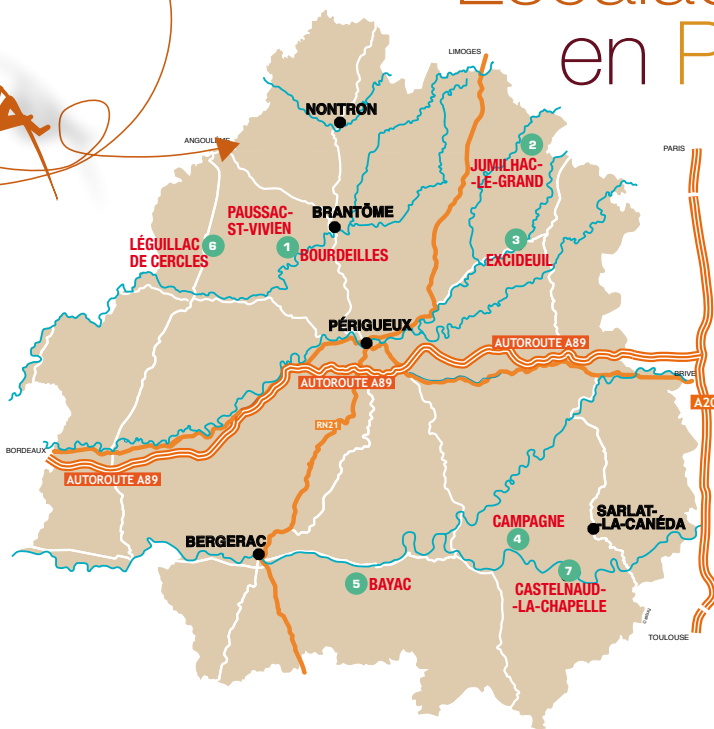 en P
LIMOGES
NONTRON
ANGOULÊME
2
PARIS
JUMILHAC-
-LE-GRAND
PAUSSAC-
ST-VIVIEN
BRANTÔME
LÉGUILLAC
DE CERCLES
6
1
BOURDEILLES
3
EXCIDEUIL
PÉRIGUEUX
AUTOROUTE A89
AUTOROUTE A89
BRIVE
A20
RN21
BORDEAUX
AUTOROUTE A89
CAMPAGNE
SARLAT-
-LA-CANÉDA
4
BERGERAC
7
5
BAYAC
CASTELNAUD-
-LA-CHAPELLE
TOULOUSE